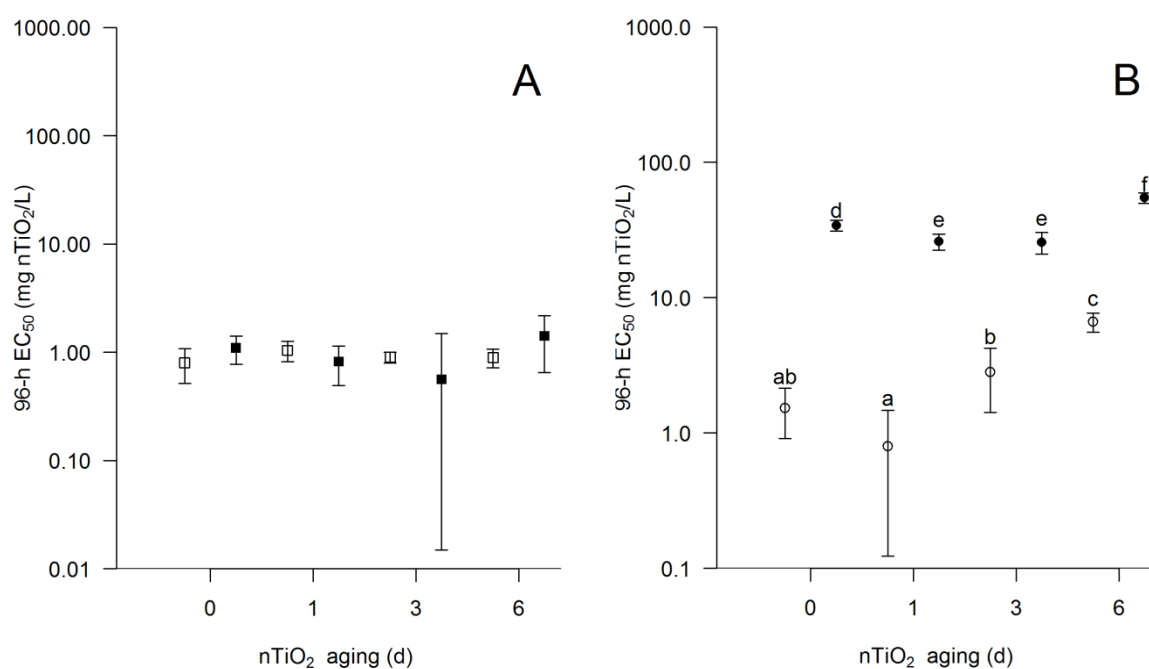 A
96-h EC₅₀ (mg nTiO₂/L)
1000.00
100.00
10.00
1.00
0.10
0.01
0 1 3 6
nTiO₂ aging (d)
B
96-h EC₅₀ (mg nTiO₂/L)
1000.0
100.0
10.0
1.0
0.1
d e e f
ab a b c
0 1 3 6
nTiO₂ aging (d)